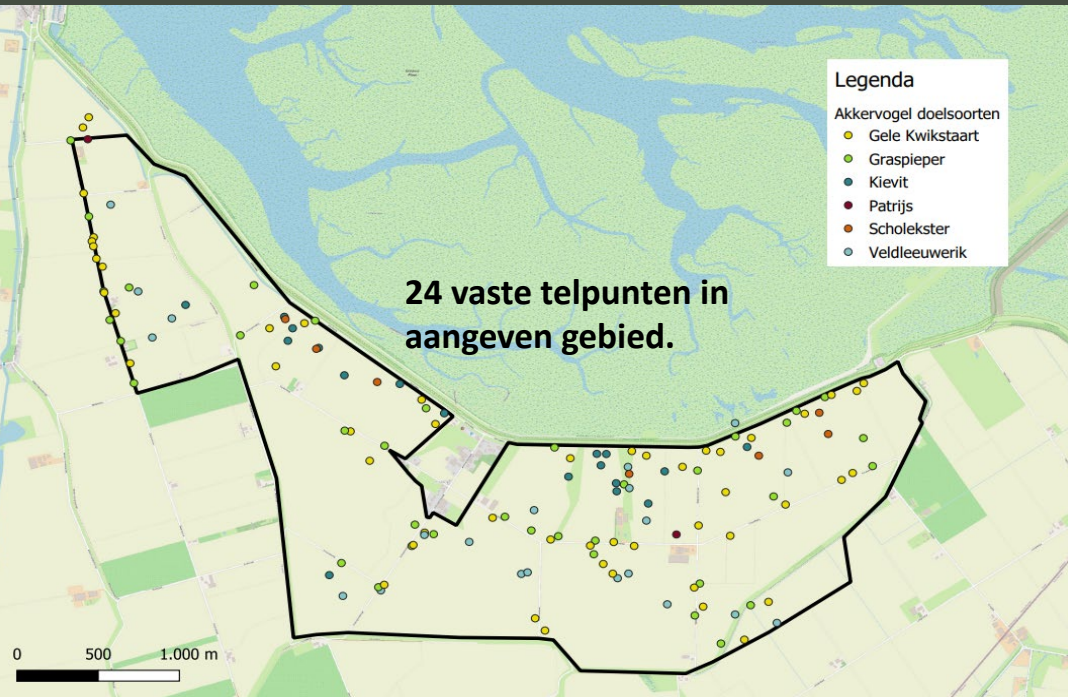 Legenda
Akkervogel doelsoorten
Gele Kwikstaart
Graspieper
Kievit
Patrijs
Scholekster
Veldleeuwerik
24 vaste telpunten in
aangeven gebied.
0 500 1.000 m